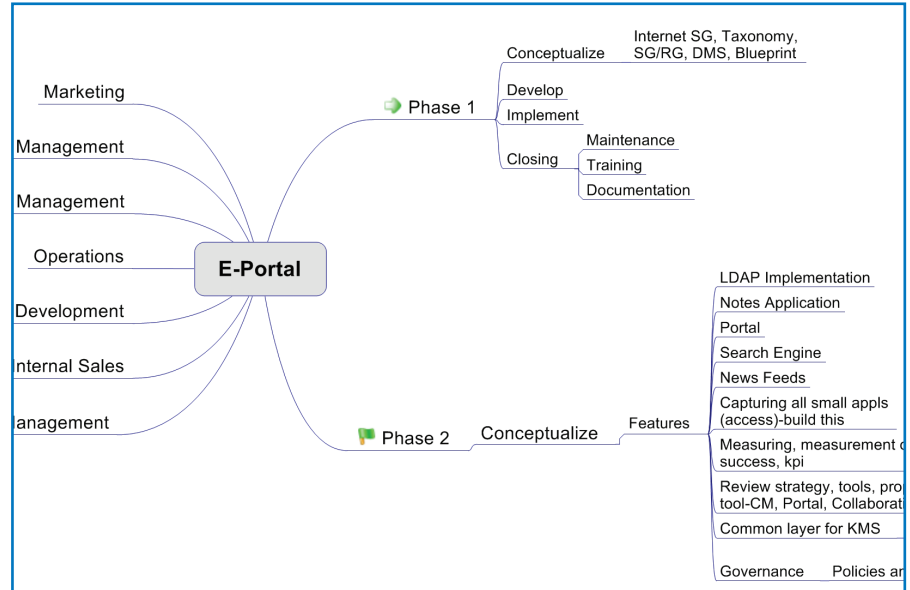 Marketing
Management
Management
Operations
Development
Internal Sales
E-Portal
Phase 1
Conceptualize
Internet SG, Taxonomy,
SG/RG, DMS, Blueprint
Develop
Implement
Closing
Maintenance
Training
Documentation
Phase 2
Conceptualize
Features
LDAP Implementation
Notes Application
Portal
Search Engine
News Feeds
Capturing all small appls
(access)-build this
Measuring, measurement
success, kpi
Review strategy, tools,
tool-CM, Portal,
Common layer for KMS
Governance
Policies